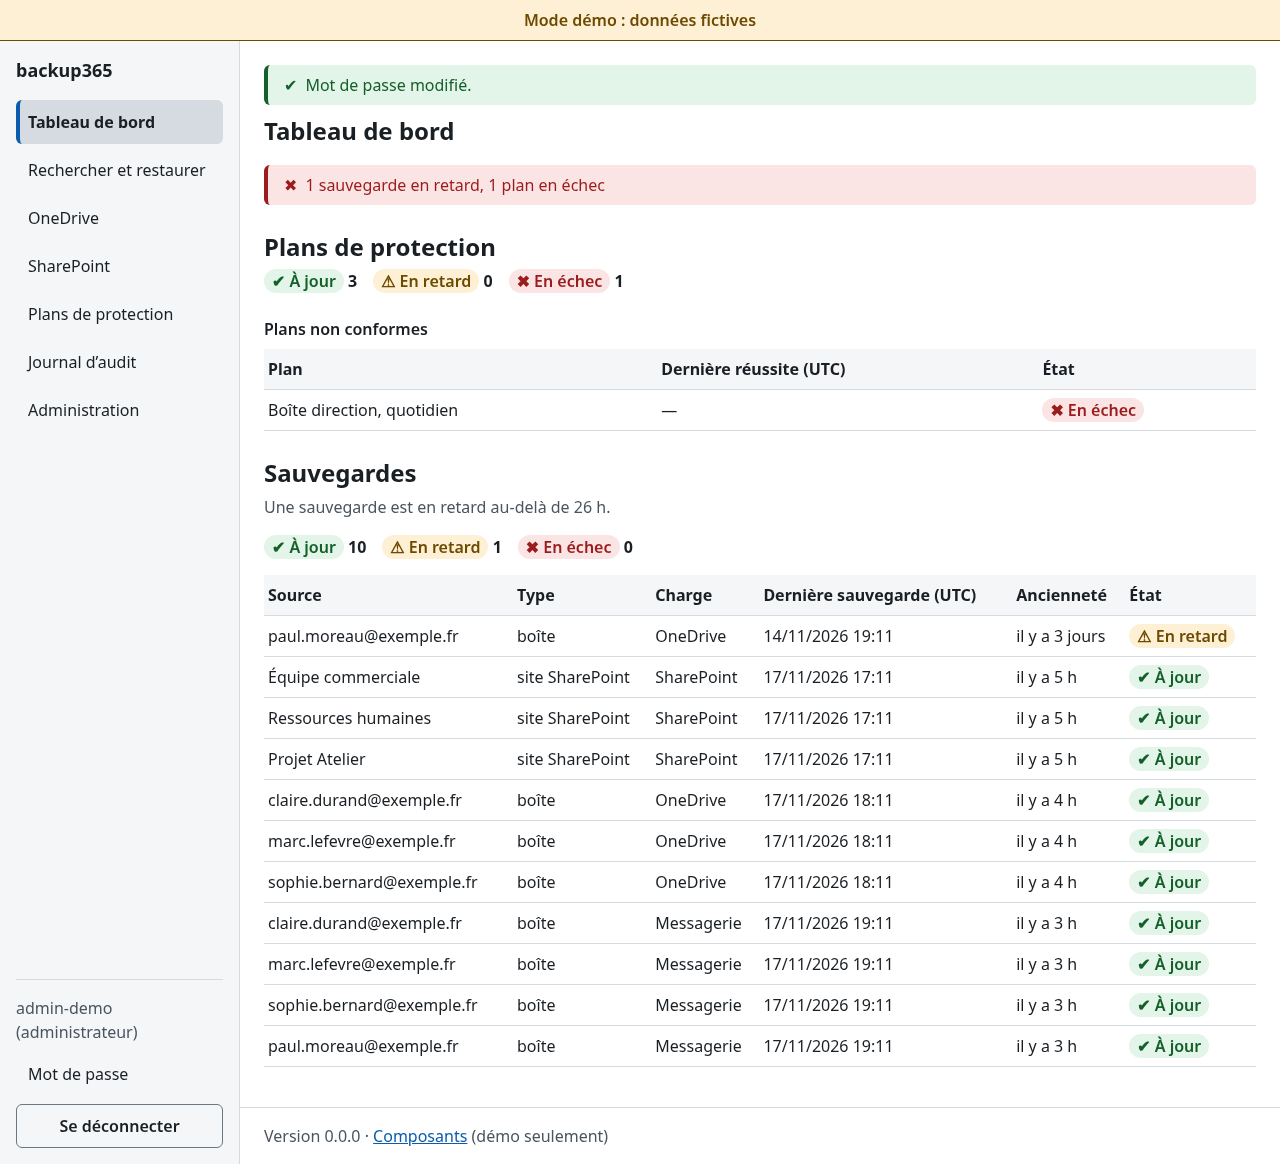 Mode démo : données fictives
backup365
Tableau de bord
Rechercher et restaurer
OneDrive
SharePoint
Plans de protection
Journal d’audit
Administration
admin-demo
(administrateur)
Mot de passe
Se déconnecter
✔ Mot de passe modifié.
Tableau de bord
✖ 1 sauvegarde en retard, 1 plan en échec
Plans de protection
✔ À jour 3 ⚠ En retard 0 ✖ En échec 1
Plans non conformes
Plan Dernière réussite (UTC) État
Boîte direction, quotidien — ✖ En échec
Sauvegardes
Une sauvegarde est en retard au-delà de 26 h.
✔ À jour 10 ⚠ En retard 1 ✖ En échec 0
Source Type Charge Dernière sauvegarde (UTC) Ancienneté État
paul.moreau@exemple.fr boîte OneDrive 14/11/2026 19:11 il y a 3 jours ⚠ En retard
Équipe commerciale site SharePoint SharePoint 17/11/2026 17:11 il y a 5 h ✔ À jour
Ressources humaines site SharePoint SharePoint 17/11/2026 17:11 il y a 5 h ✔ À jour
Projet Atelier site SharePoint SharePoint 17/11/2026 17:11 il y a 5 h ✔ À jour
claire.durand@exemple.fr boîte OneDrive 17/11/2026 18:11 il y a 4 h ✔ À jour
marc.lefevre@exemple.fr boîte OneDrive 17/11/2026 18:11 il y a 4 h ✔ À jour
sophie.bernard@exemple.fr boîte OneDrive 17/11/2026 18:11 il y a 4 h ✔ À jour
claire.durand@exemple.fr boîte Messagerie 17/11/2026 19:11 il y a 3 h ✔ À jour
marc.lefevre@exemple.fr boîte Messagerie 17/11/2026 19:11 il y a 3 h ✔ À jour
sophie.bernard@exemple.fr boîte Messagerie 17/11/2026 19:11 il y a 3 h ✔ À jour
paul.moreau@exemple.fr boîte Messagerie 17/11/2026 19:11 il y a 3 h ✔ À jour
Version 0.0.0 · Composants (démo seulement)